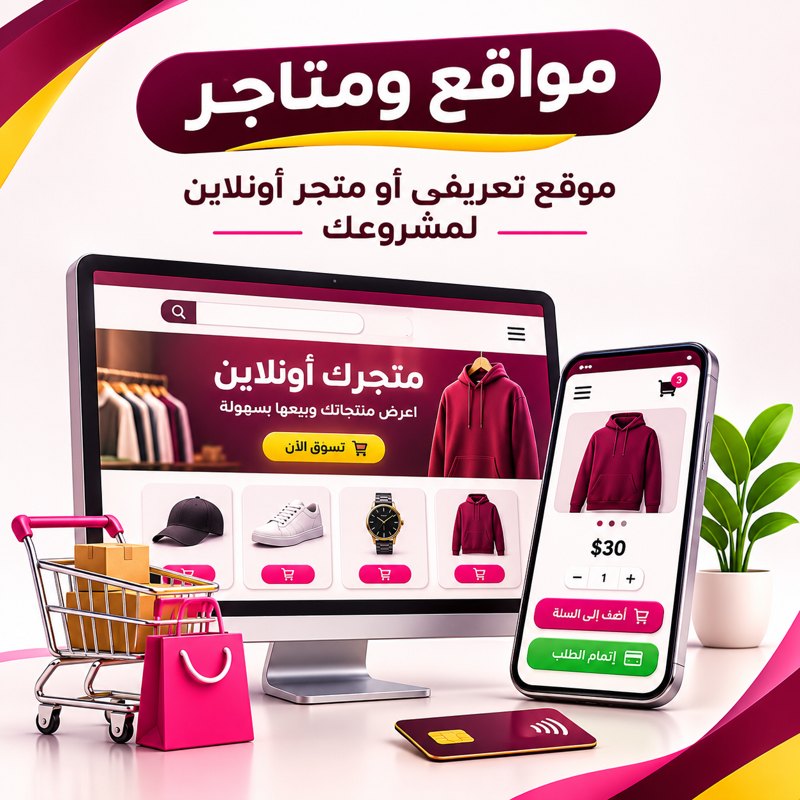 مواقع ومتاجر
موقع تعريفى أو متجر أونلاين
لمشروعك
متجرك أونلاين
اعرض منتجاتك وبيعها بسهولة
تسوق الآن
3
$30
− 1 +
أضف إلى السلة
إتمام الطلب